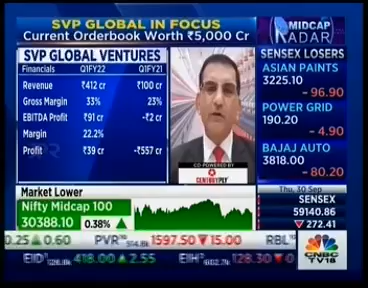 SVP GLOBAL IN FOCUS
Current Orderbook Worth ₹5,000 Cr
MIDCAP
RADAR
SVP GLOBAL VENTURES
Financials Q1FY22 Q1FY21
Revenue ₹412 cr ₹100 cr
Gross Margin 33% 23%
EBITDA Profit ₹91 cr -₹2 cr
Margin 22.2%
Profit ₹39 cr -₹557 cr
CO-POWERED BY
CENTURYPLY
SENSEX LOSERS
ASIAN PAINTS
3225.10
-96.90
POWER GRID
190.20
-4.90
BAJAJ AUTO
3818.00
-80.20
Market Lower
Nifty Midcap 100
30388.10 0.38% ▲
Thu, 30 Sep
SENSEX
59140.86
▼ 272.41
0.25 ▲ 0.60 PVR 1597.50 ▼ 15.00 RBL
EID 418.00 ▲ 2.55 EIH 128.30 ▼ 0
CNBC
TV18